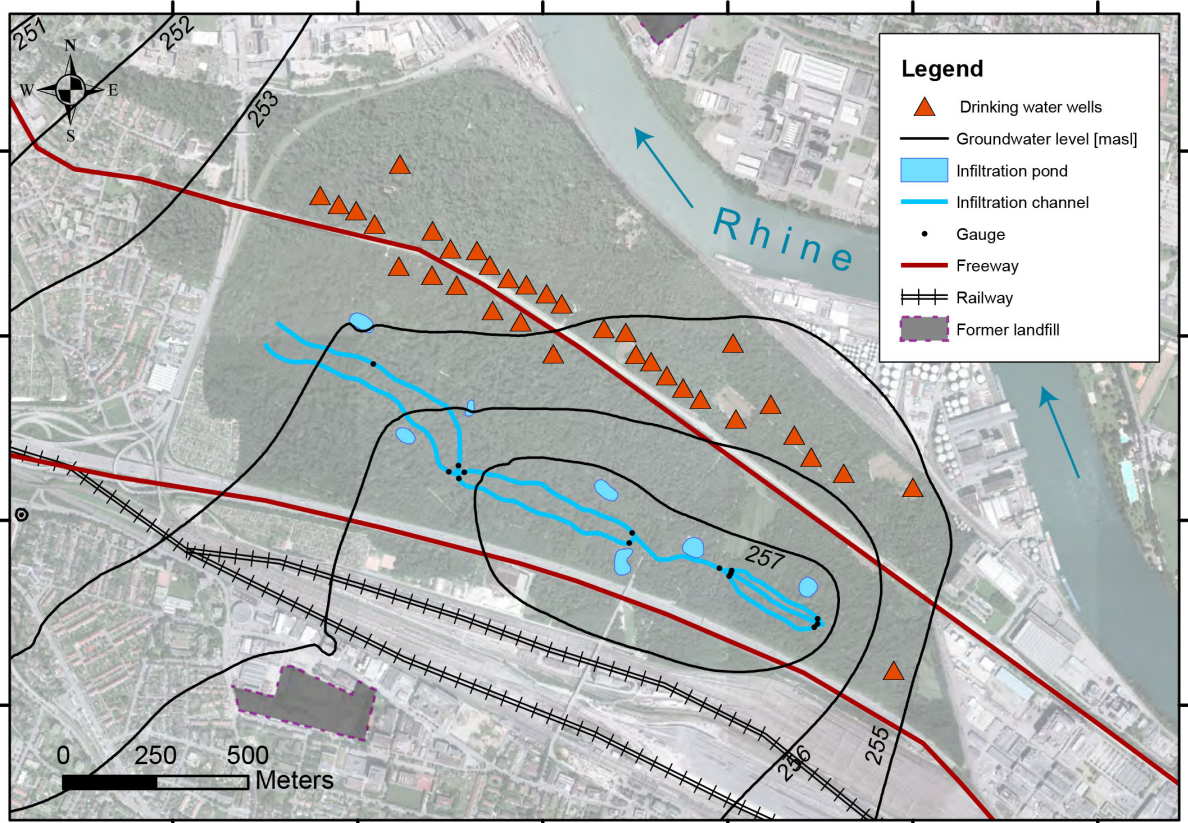 251
252
253
N
W E
S
Rhine
Legend
Drinking water wells
Groundwater level [masl]
Infiltration pond
Infiltration channel
Gauge
Freeway
Railway
Former landfill
257
256
255
0 250 500
Meters